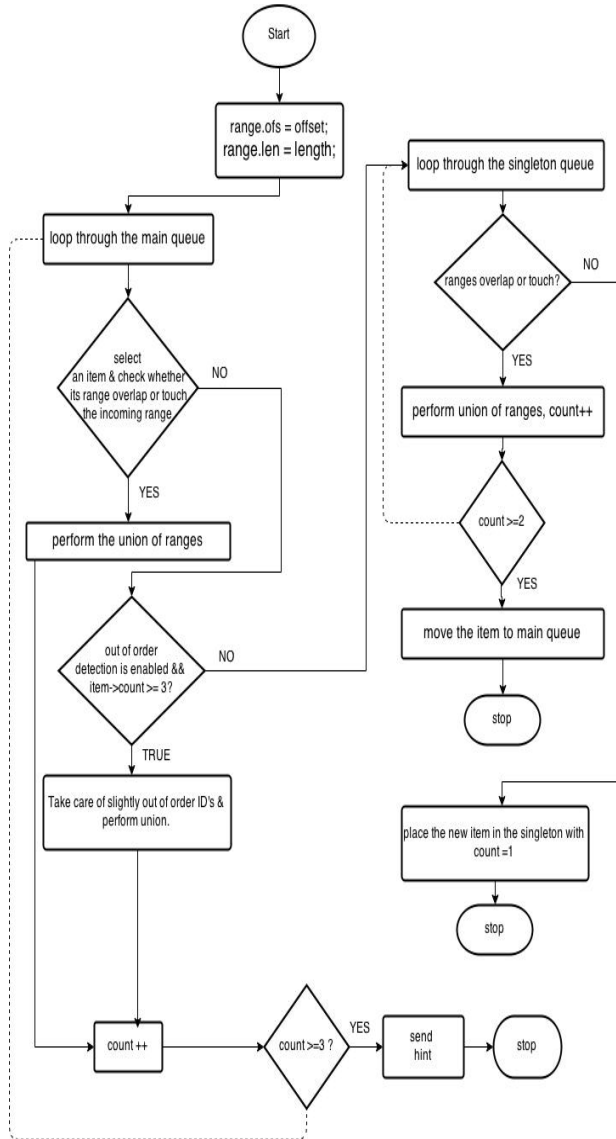 Start
range.ofs = offset;
range.len = length;
loop through the main queue
select
an item & check whether
its range overlap or touch
the incoming range
NO
YES
perform the union of ranges
out of order
detection is enabled &&
item->count >= 3?
NO
TRUE
Take care of slightly out of order ID's &
perform union.
count ++
count >=3 ?
YES
send
hint
stop
loop through the singleton queue
ranges overlap or touch?
NO
YES
perform union of ranges, count++
count >=2
YES
move the item to main queue
stop
place the new item in the singleton with
count =1
stop